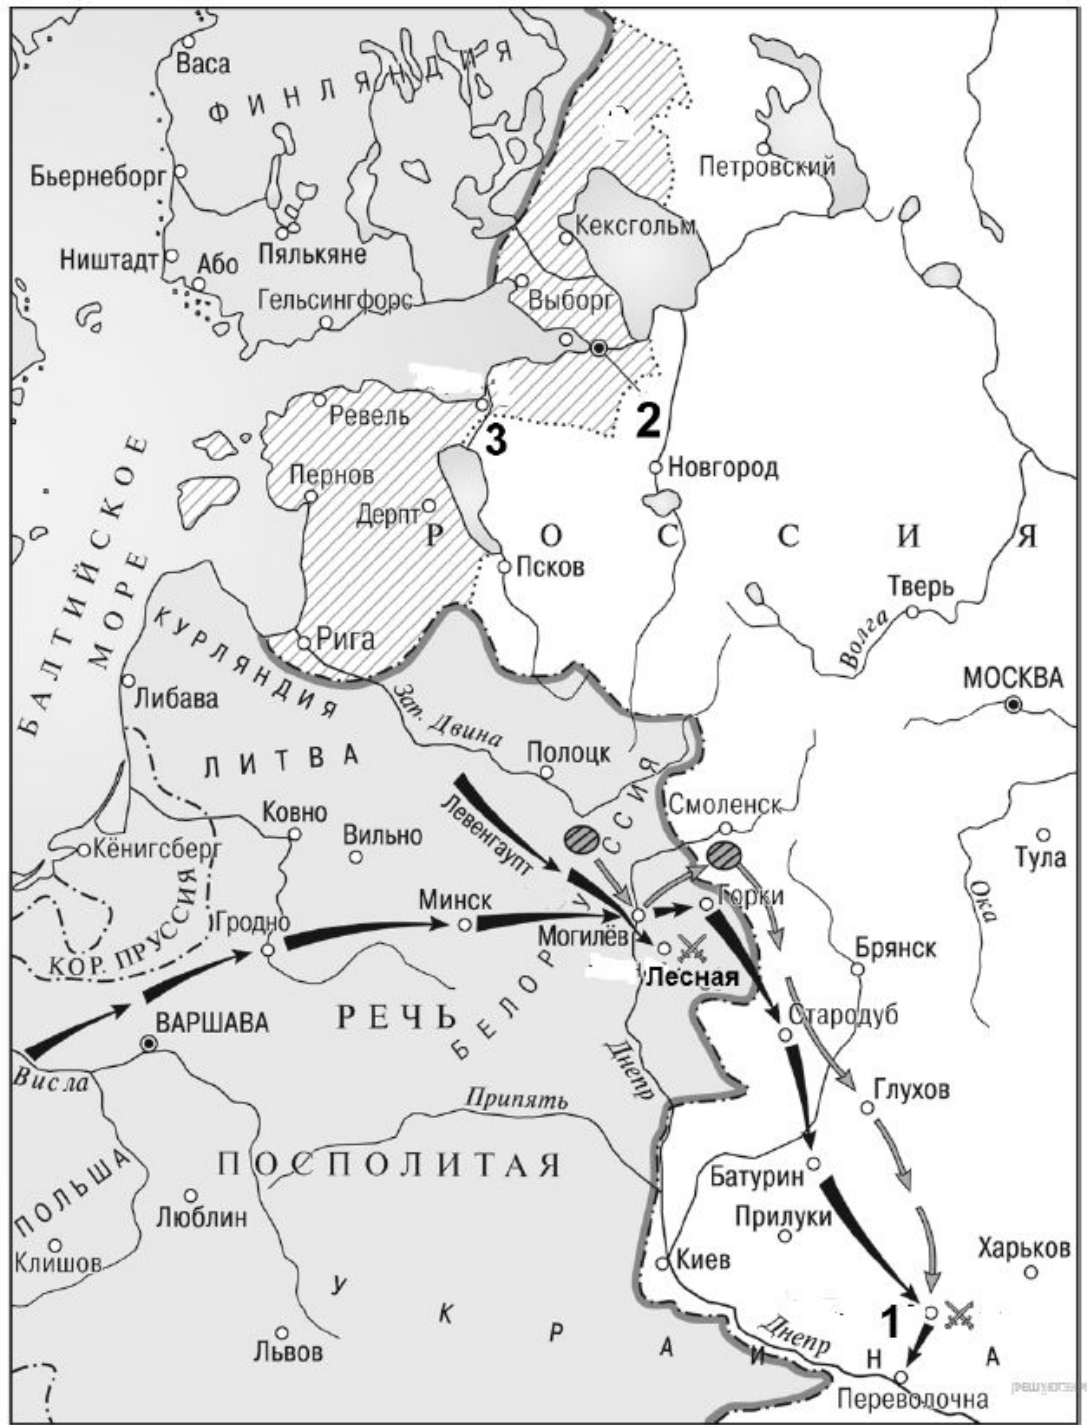 Васа
ФИНЛЯНДИЯ
Петровский
Бьернеборг
Кексгольм
Ништадт
Або
Пялькяне
Гельсингфорс
Выборг
2
Ревель
3
Новгород
Пернов
Дерпт
РОССИЯ
БАЛТИЙСКОЕ
МОРЕ
Псков
Тверь
Волга
КУРЛЯНДИЯ
Рига
МОСКВА
Либава
Зап. Двина
ЛИТВА
Полоцк
Смоленск
Ковно
Вильно
Левенгаупт
Кёнигсберг
Тула
Ока
КОР. ПРУССИЯ
Гродно
Минск
Горки
Могилёв
Брянск
Лесная
БЕЛОРУССИЯ
РЕЧЬ
ВАРШАВА
Стародуб
Висла
Днепр
Глухов
Припять
ПОСПОЛИТАЯ
ПОЛЬША
Батурин
Люблин
Прилуки
Клишов
Киев
Харьков
1
УКРАИНА
Днепр
Львов
Переволочна